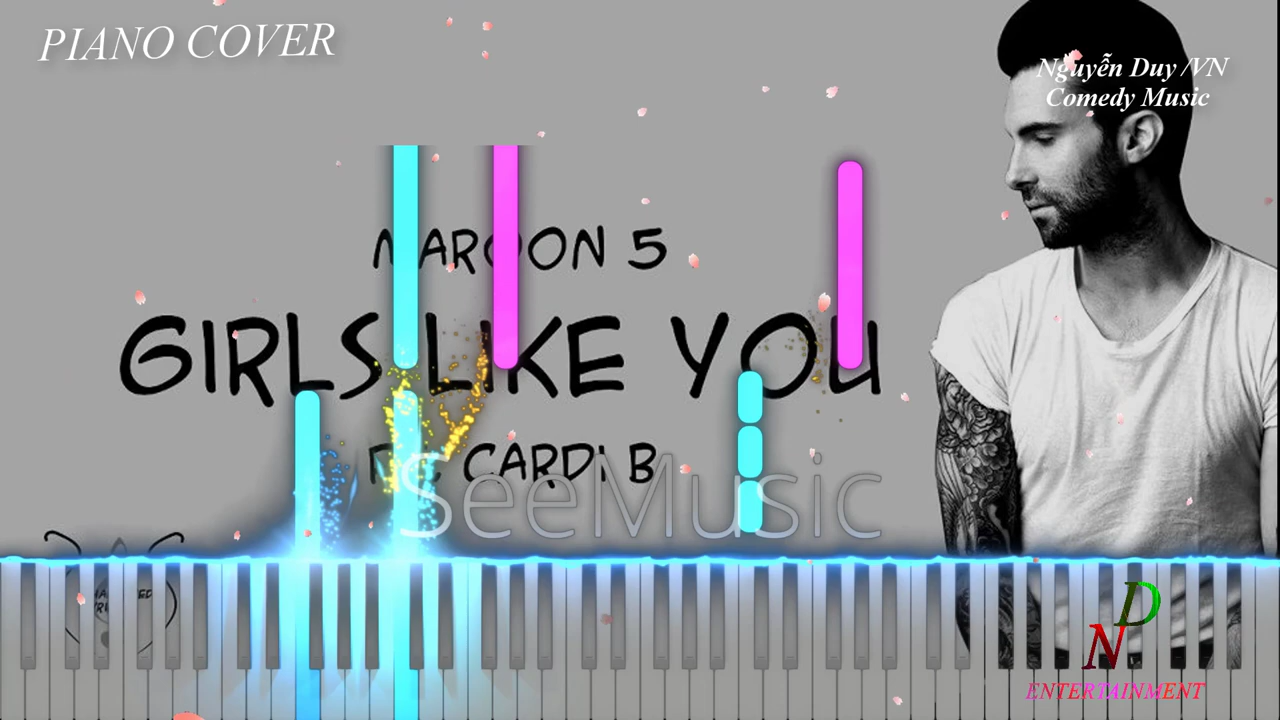 PIANO COVER
Nguyễn Duy /VN
Comedy Music
MAROON 5
GIRLS LIKE YOU
CARDI B
SeeMusic
ND
ENTERTAINMENT